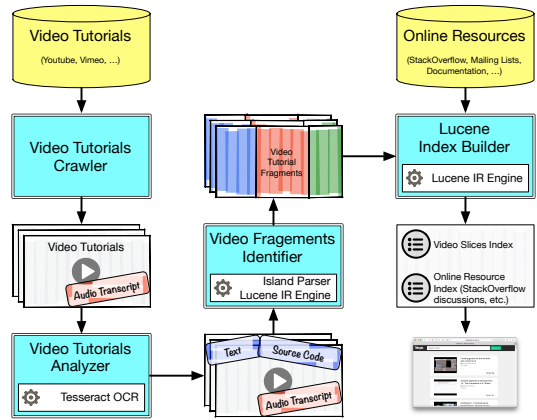 Video Tutorials
(Youtube, Vimeo, ...)
Video Tutorials
Crawler
Video Tutorials
Audio Transcript
Video Tutorials
Analyzer
Tesseract OCR
Text
Source Code
Audio Transcript
Video Fragements
Identifier
Island Parser
Lucene IR Engine
Video
Tutorial
Fragments
Online Resources
(StackOverflow, Mailing Lists,
Documentation, ...)
Lucene
Index Builder
Lucene IR Engine
Video Slices Index
Online Resource
Index (StackOverflow
discussions, etc.)